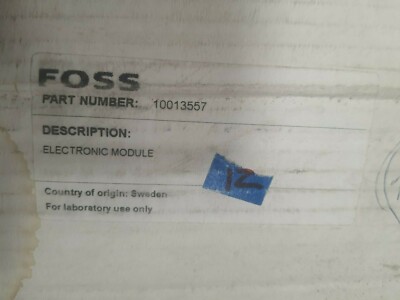 FOSS
PART NUMBER: 10013557
DESCRIPTION:
ELECTRONIC MODULE
12
Country of origin: Sweden
For laboratory use only